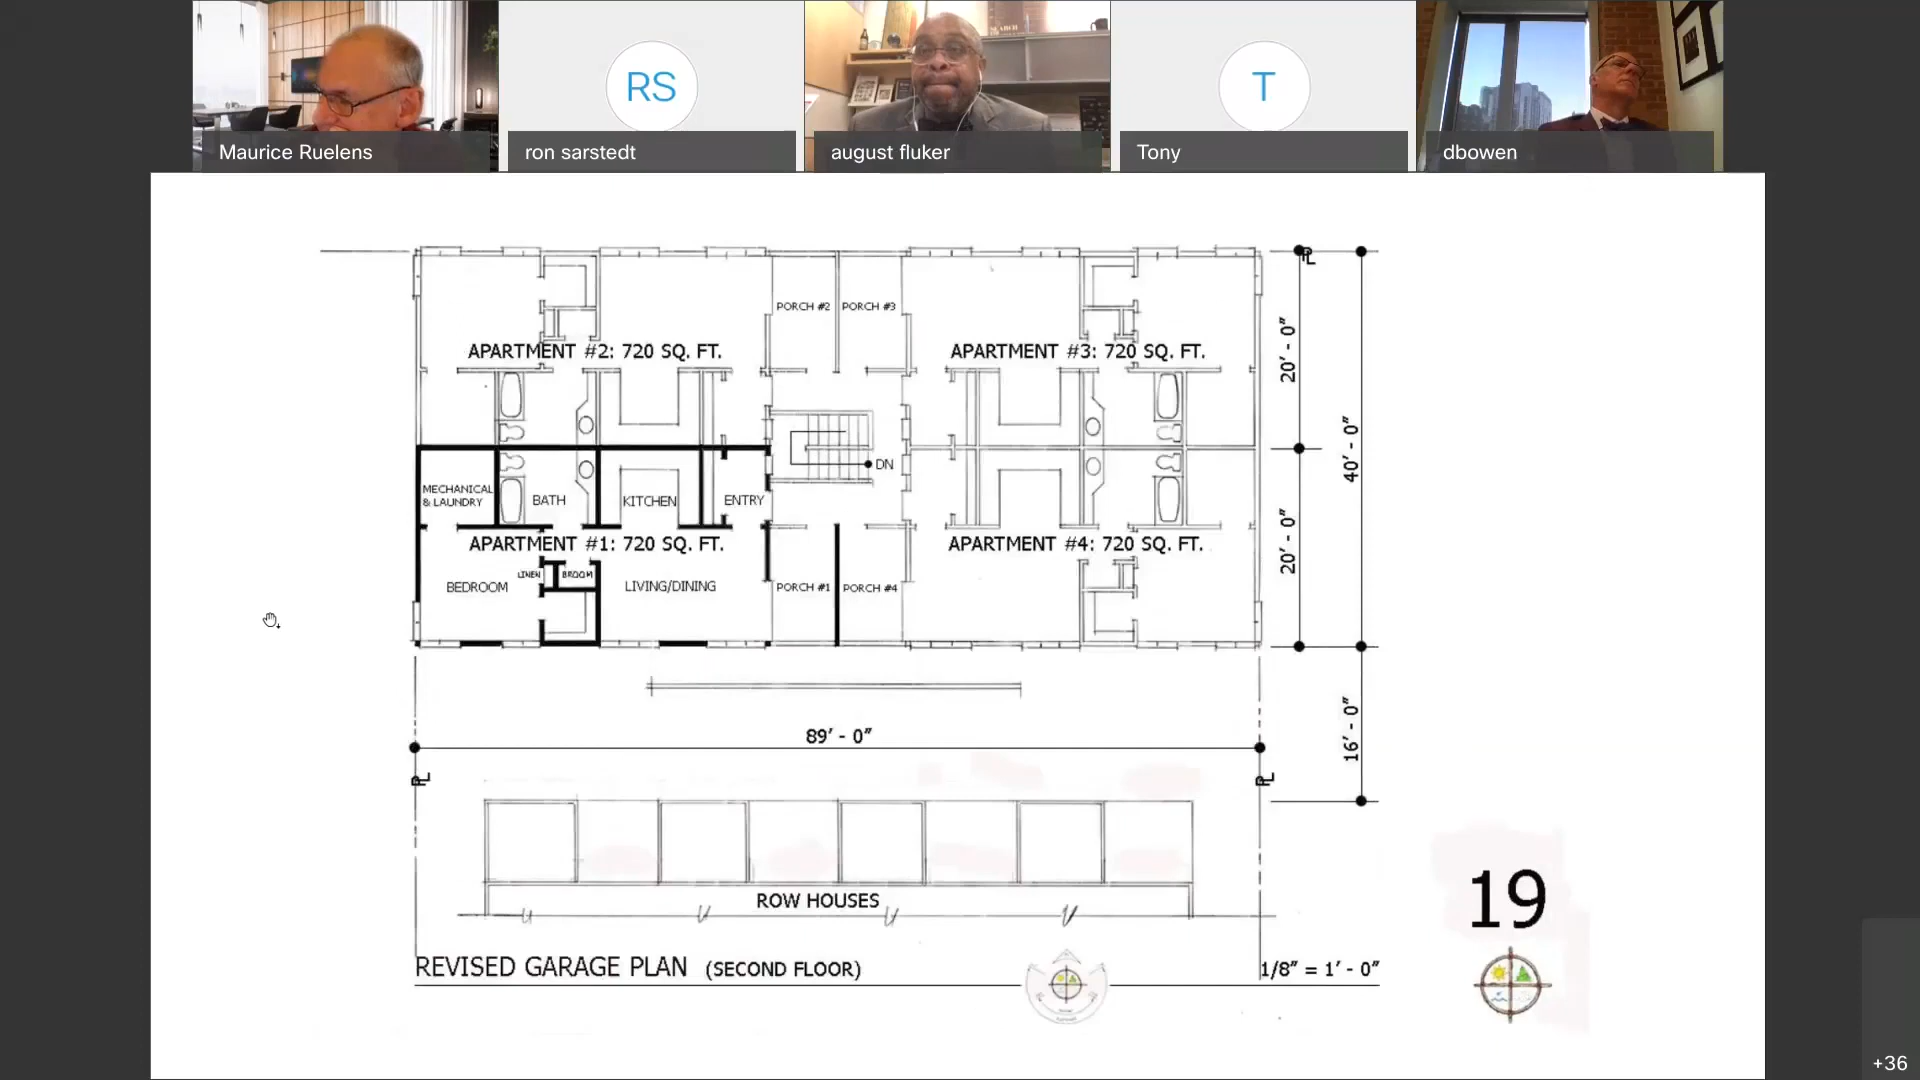 RS
T
Maurice Ruelens
ron sarstedt
august fluker
Tony
dbowen
PL
PORCH #2
PORCH #3
APARTMENT #2: 720 SQ. FT.
APARTMENT #3: 720 SQ. FT.
20' - 0"
40' - 0"
DN
MECHANICAL
& LAUNDRY
BATH
KITCHEN
ENTRY
APARTMENT #1: 720 SQ. FT.
APARTMENT #4: 720 SQ. FT.
20' - 0"
LINEN
BROOM
BEDROOM
LIVING/DINING
PORCH #1
PORCH #4
16' - 0"
89' - 0"
PL
PL
ROW HOUSES
19
REVISED GARAGE PLAN (SECOND FLOOR)
1/8" = 1' - 0"
+36